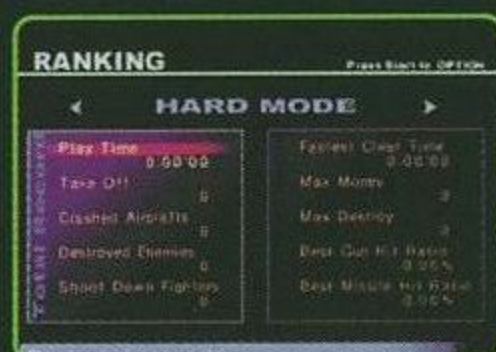 RANKING
Press Start to OPTION
HARD MODE
TOTAL RECORD
Play Time
0:00'00
Take Off
0
Crashed Aircrafts
0
Destroyed Enemies
0
Shoot Down Fighters
0
Fastest Clear Time
0:00'00
Max Money
0
Max Destroy
0
Best Gun Hit Ratio
0.00%
Best Missile Hit Ratio
0.00%